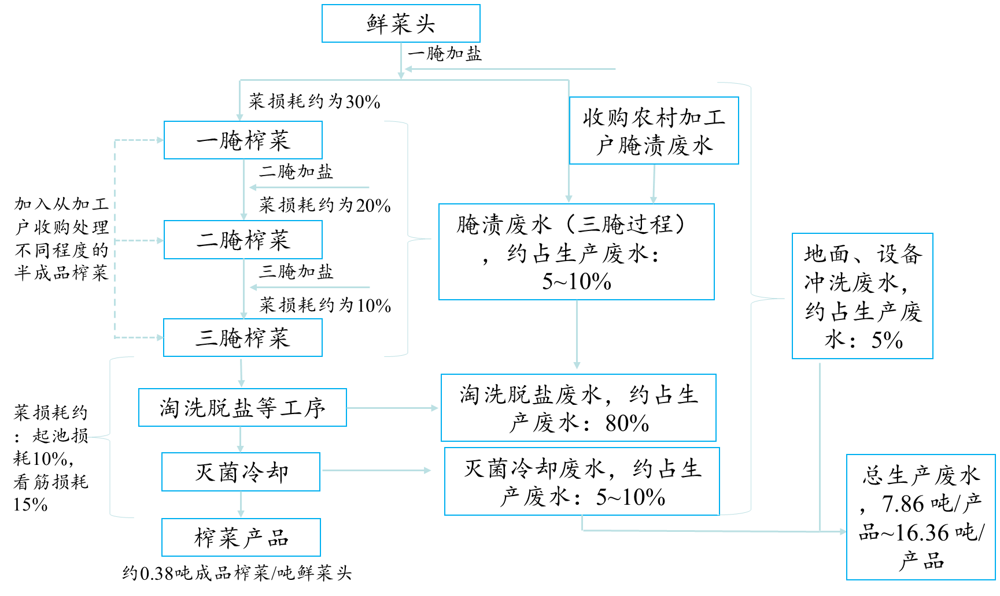 鲜菜头
一腌加盐
菜损耗约为30%
收购农村加工
户腌渍废水
一腌榨菜
二腌加盐
菜损耗约为20%
加入从加工
户收购处理
不同程度的
半成品榨菜
二腌榨菜
腌渍废水（三腌过程）
，约占生产废水：
5~10%
地面、设备
冲洗废水，
约占生产废
水：5%
三腌加盐
菜损耗约为10%
三腌榨菜
淘洗脱盐等工序
淘洗脱盐废水，约占生
产废水：80%
菜损耗约
：起池损
耗10%，
看筋损耗
15%
灭菌冷却
灭菌冷却废水，约占生
产废水：5~10%
总生产废水
，7.86 吨/产
品~16.36 吨/
产品
榨菜产品
约0.38吨成品榨菜/吨鲜菜头